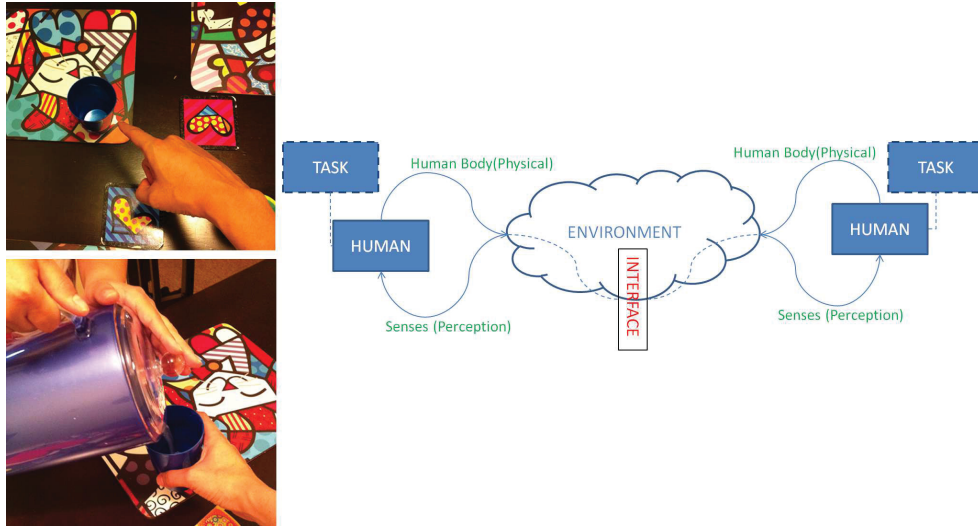 TASK
Human Body(Physical)
HUMAN
Senses (Perception)
ENVIRONMENT
INTERFACE
Human Body(Physical)
TASK
HUMAN
Senses (Perception)